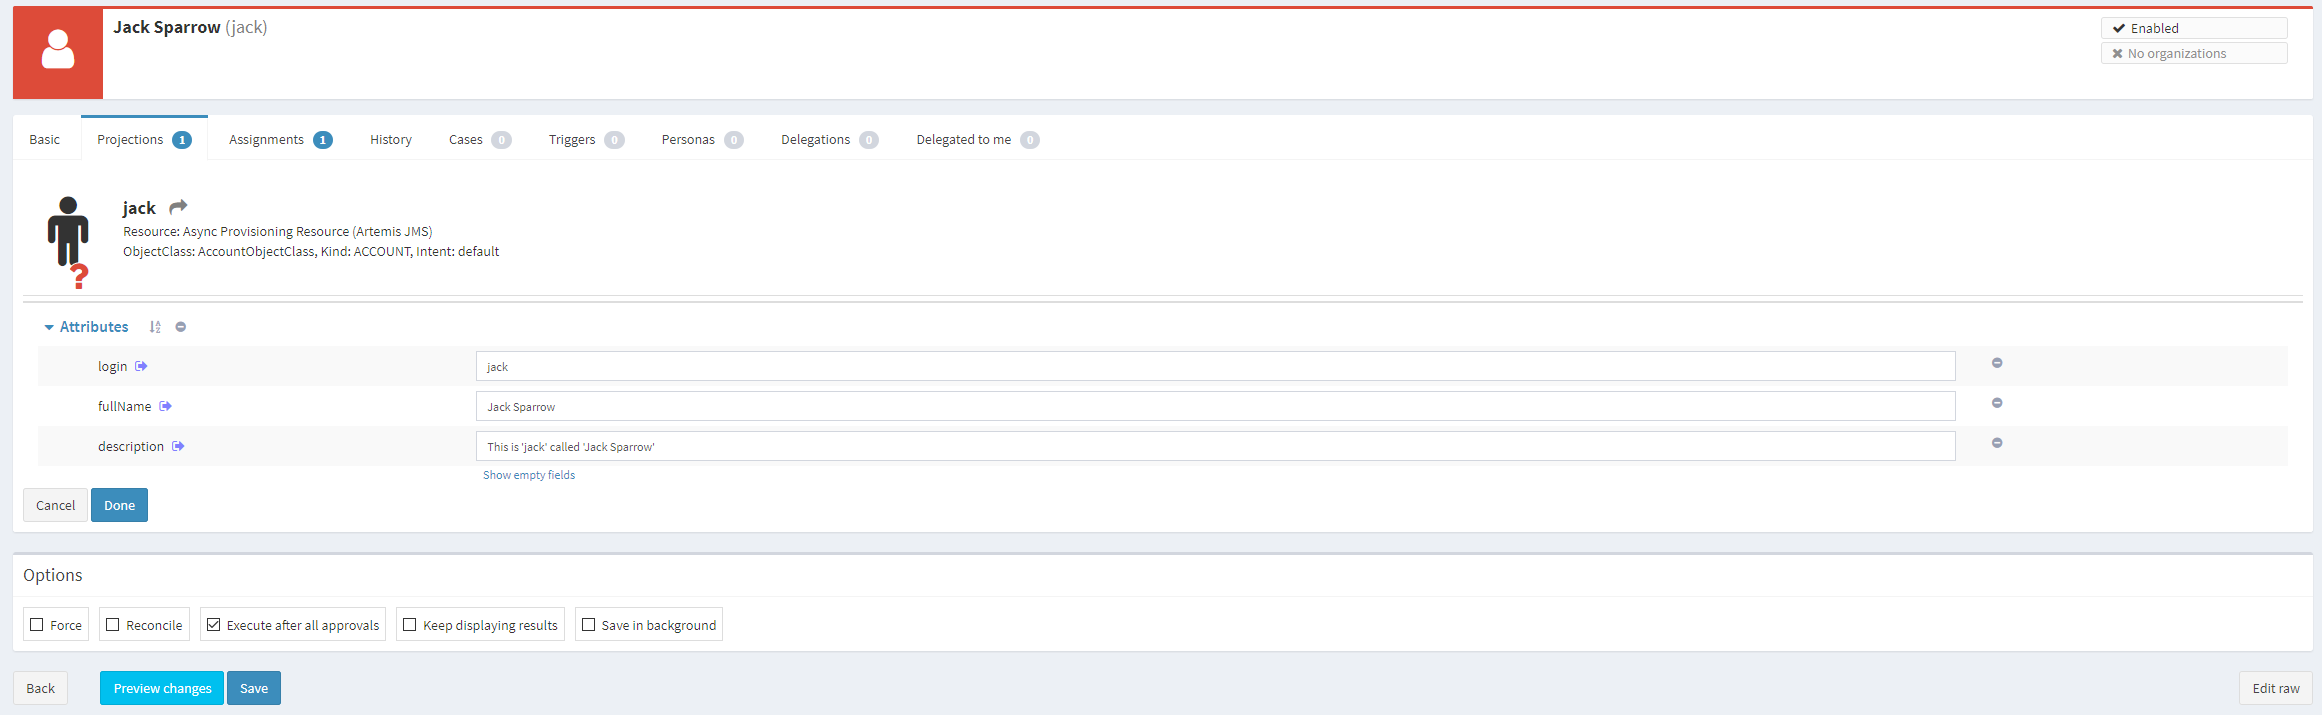 Jack Sparrow (jack)
Enabled
No organizations
Basic Projections 1 Assignments 1 History Cases 0 Triggers 0 Personas 0 Delegations 0 Delegated to me 0
jack
Resource: Async Provisioning Resource (Artemis JMS)
ObjectClass: AccountObjectClass, Kind: ACCOUNT, Intent: default
?
Attributes
login jack
fullName Jack Sparrow
description This is 'jack' called 'Jack Sparrow'
Show empty fields
Cancel Done
Options
Force Reconcile Execute after all approvals Keep displaying results Save in background
Back Preview changes Save Edit raw